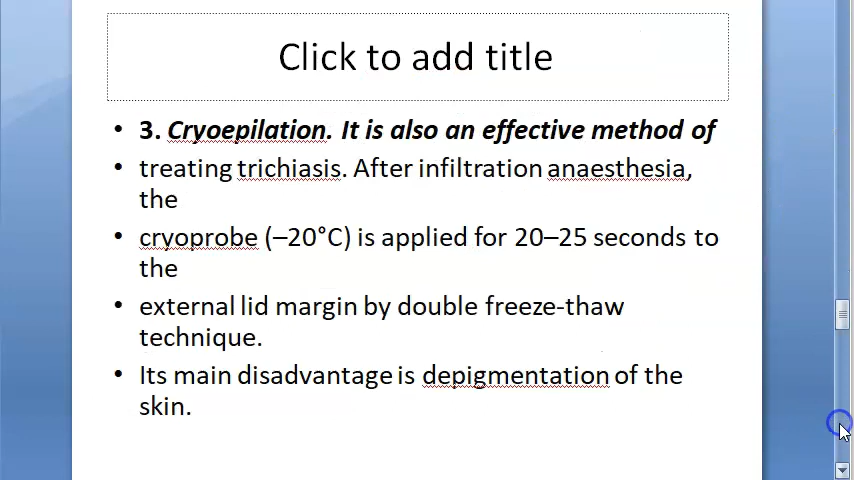 Click to add title
• 3. Cryoepilation. It is also an effective method of
• treating trichiasis. After infiltration anaesthesia,
the
• cryoprobe (–20°C) is applied for 20–25 seconds to
the
• external lid margin by double freeze-thaw
technique.
• Its main disadvantage is depigmentation of the
skin.